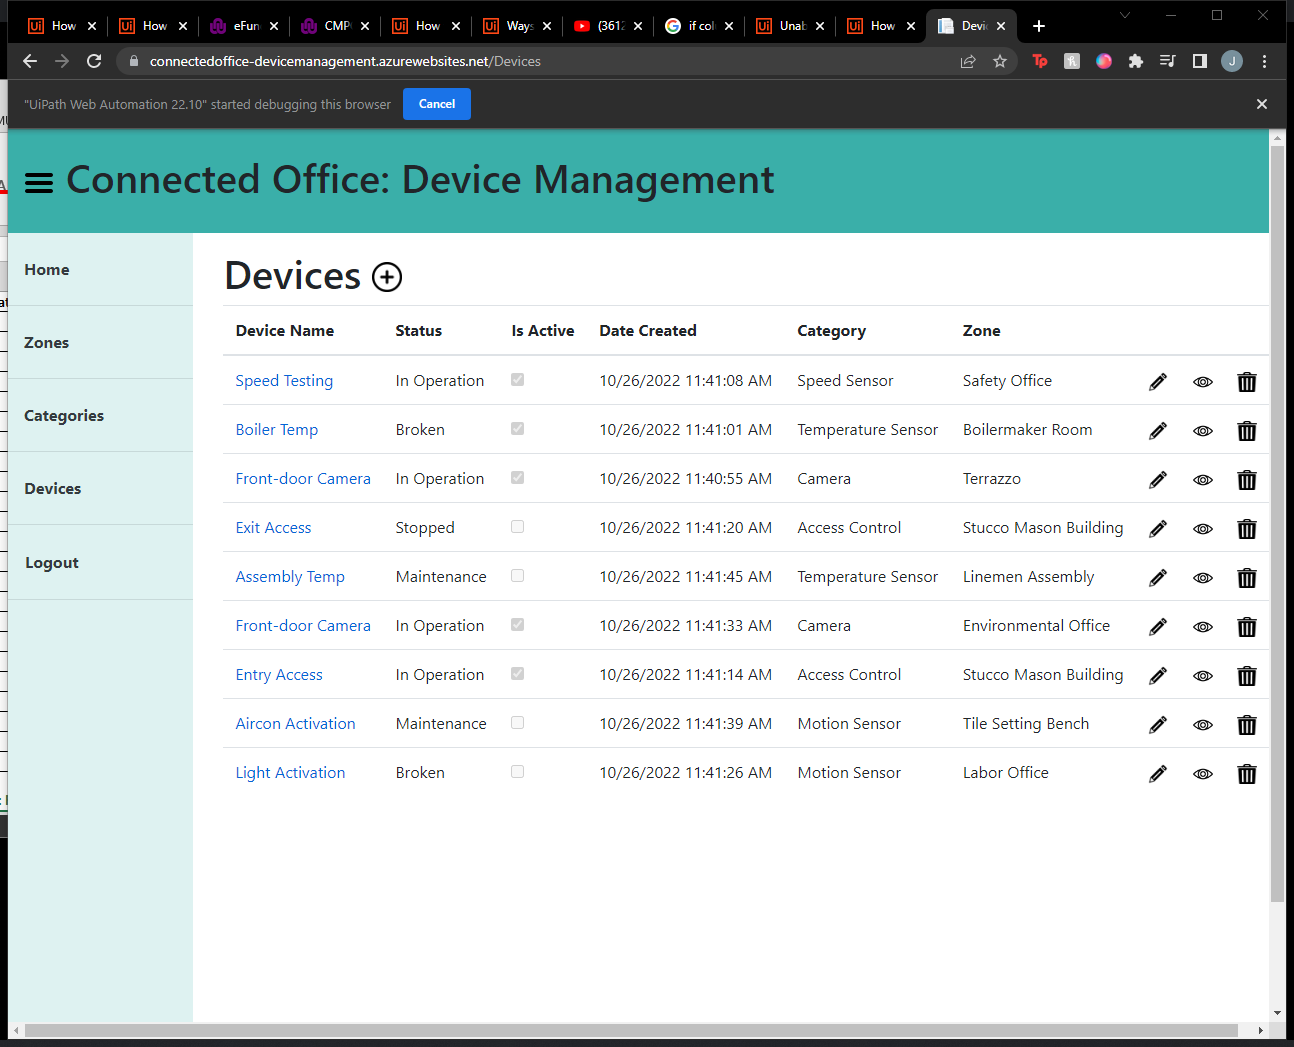 How How eFun CMP How Ways (3612 if col Unab How Devi
connectedoffice-devicemanagement.azurewebsites.net/Devices
Tp
J
"UiPath Web Automation 22.10" started debugging this browser Cancel
Connected Office: Device Management
Home
Zones
Categories
Devices
Logout
Devices
Device Name Status Is Active Date Created Category Zone
Speed Testing In Operation 10/26/2022 11:41:08 AM Speed Sensor Safety Office
Boiler Temp Broken 10/26/2022 11:41:01 AM Temperature Sensor Boilermaker Room
Front-door Camera In Operation 10/26/2022 11:40:55 AM Camera Terrazzo
Exit Access Stopped 10/26/2022 11:41:20 AM Access Control Stucco Mason Building
Assembly Temp Maintenance 10/26/2022 11:41:45 AM Temperature Sensor Linemen Assembly
Front-door Camera In Operation 10/26/2022 11:41:33 AM Camera Environmental Office
Entry Access In Operation 10/26/2022 11:41:14 AM Access Control Stucco Mason Building
Aircon Activation Maintenance 10/26/2022 11:41:39 AM Motion Sensor Tile Setting Bench
Light Activation Broken 10/26/2022 11:41:26 AM Motion Sensor Labor Office